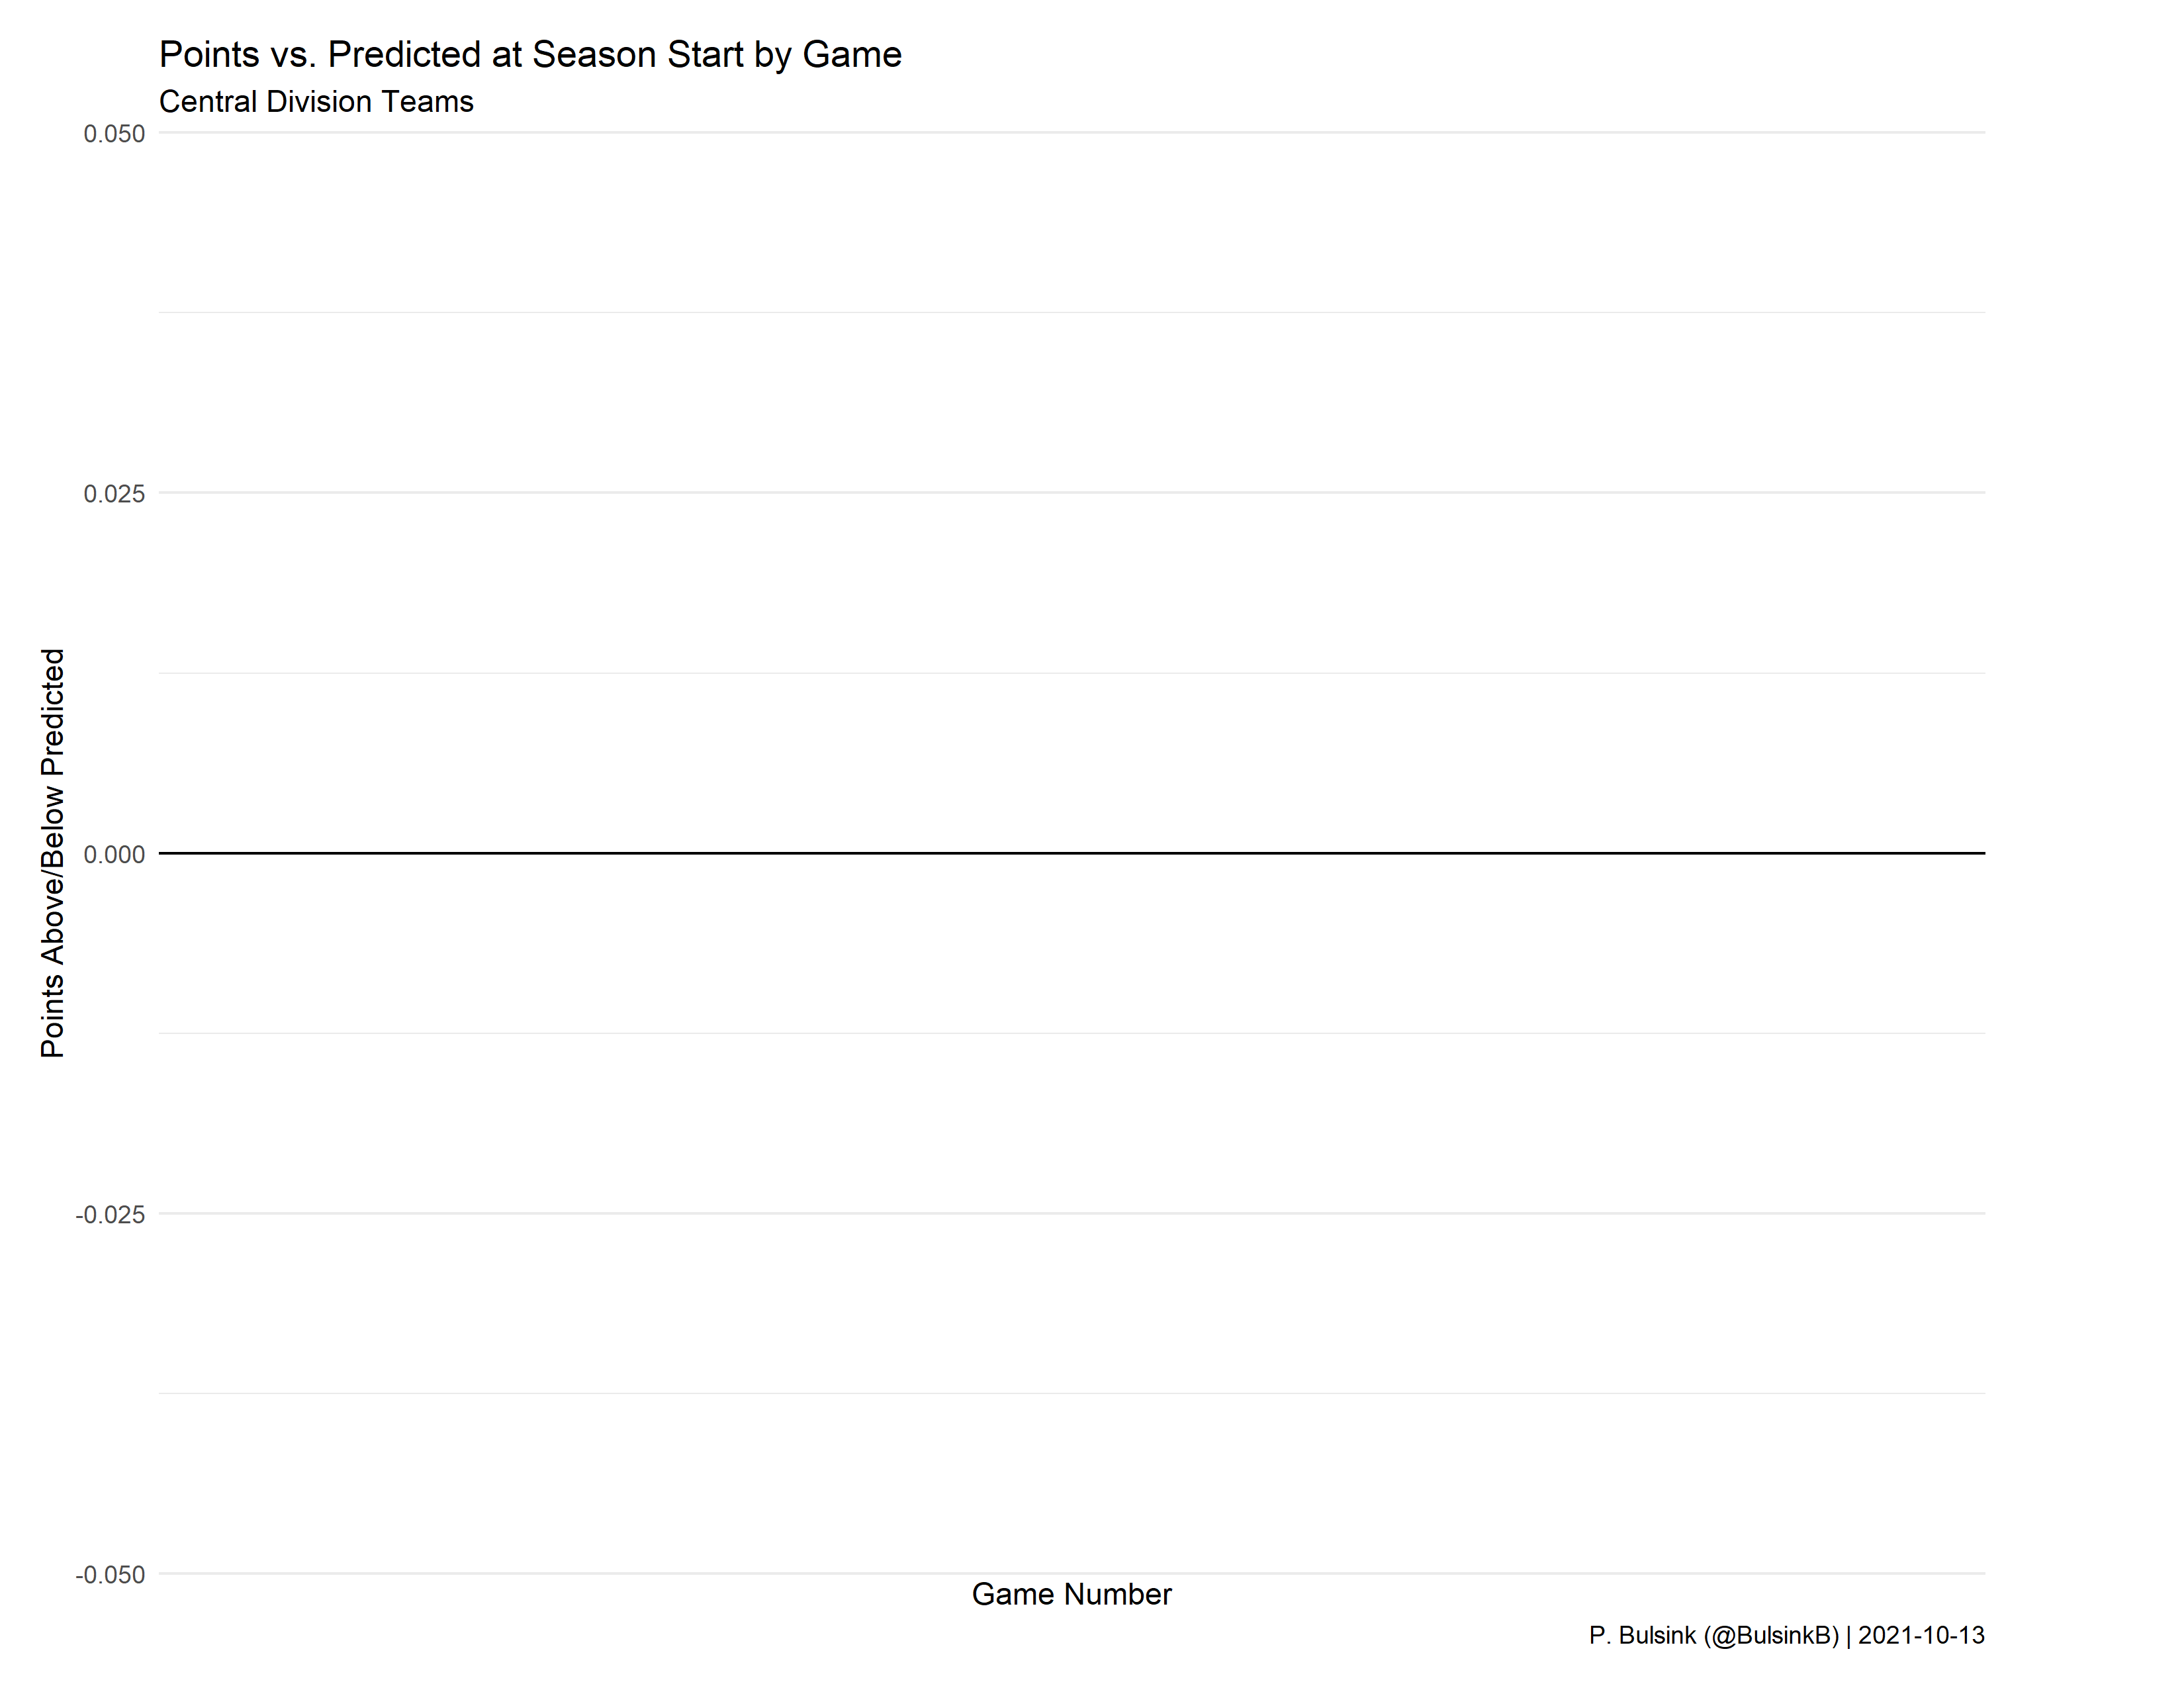 Points vs. Predicted at Season Start by Game
Central Division Teams
0.050
0.025
0.000
-0.025
-0.050
Points Above/Below Predicted
Game Number
P. Bulsink (@BulsinkB) | 2021-10-13